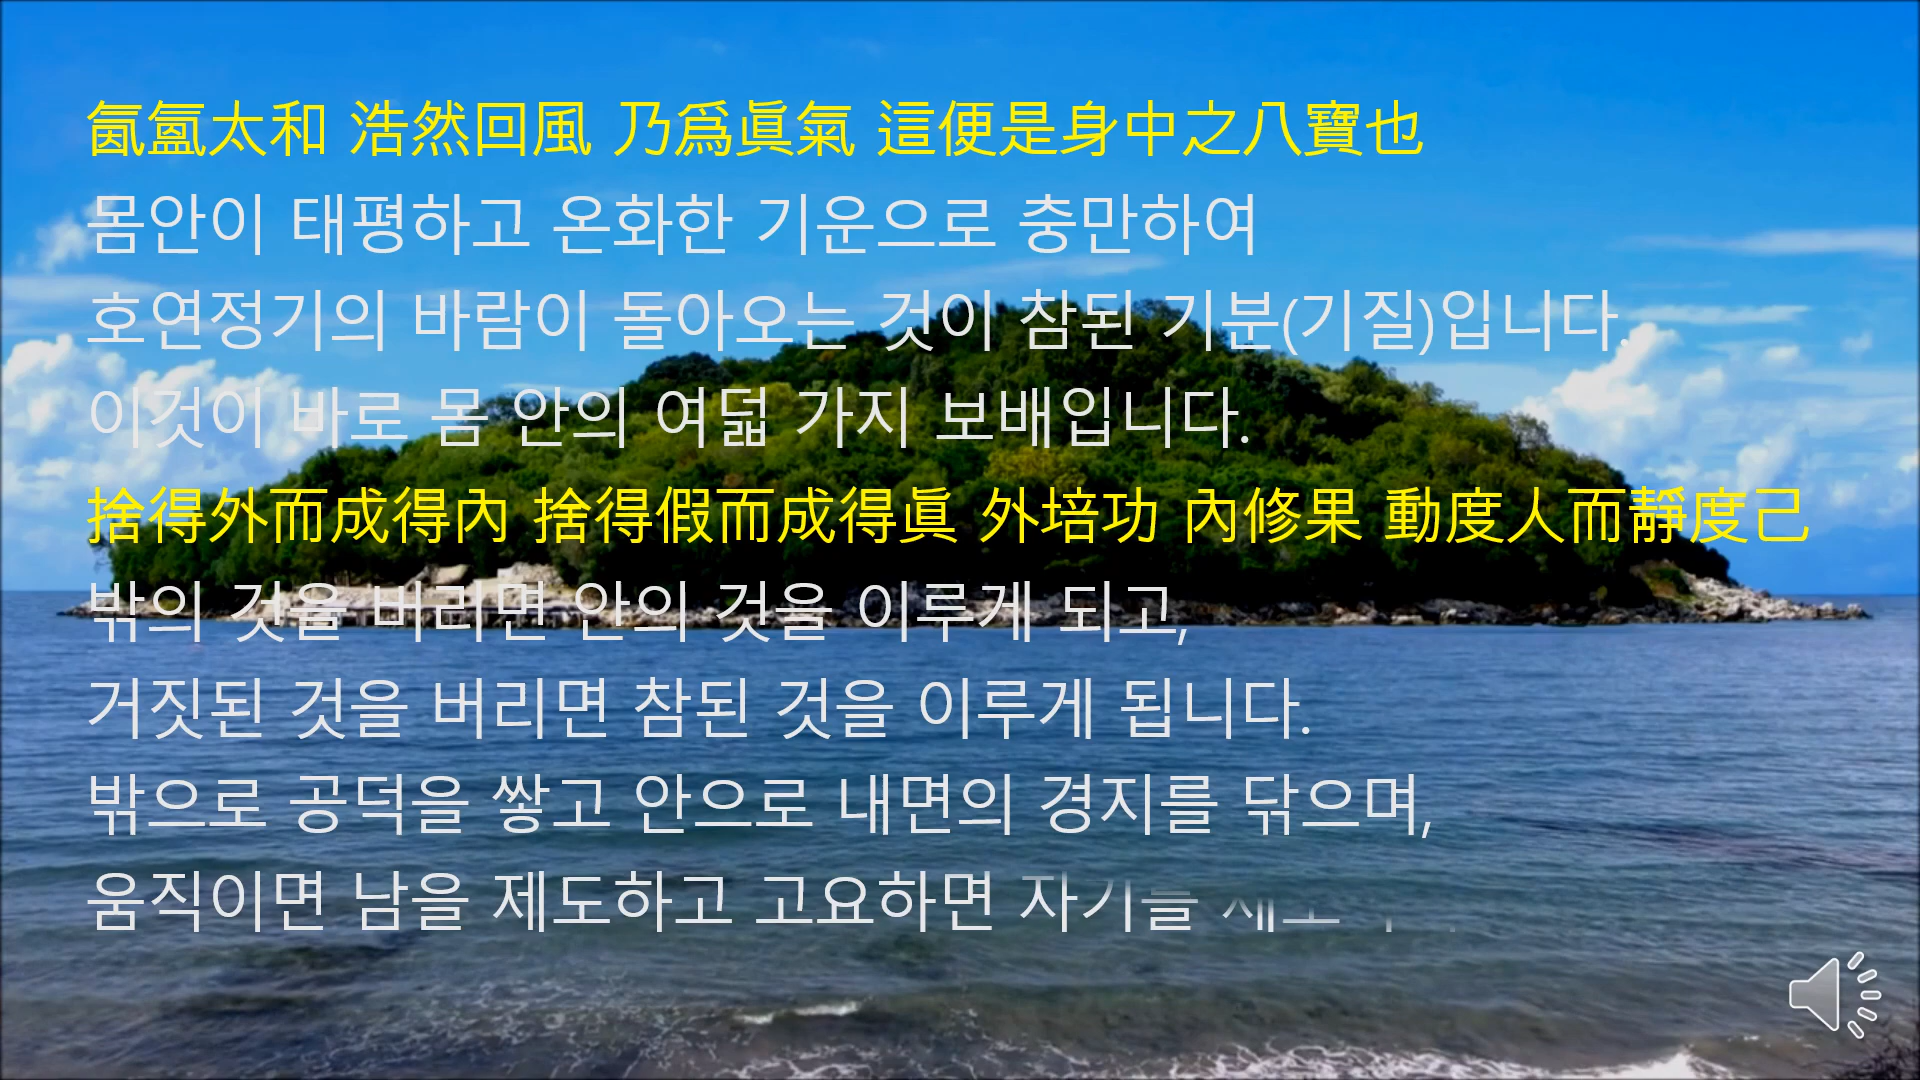 氤氳太和 浩然回風 乃爲眞氣 這便是身中之八寶也
몸안이 태평하고 온화한 기운으로 충만하여
호연정기의 바람이 돌아오는 것이 참된 기분(기질)입니다.
이것이 바로 몸 안의 여덟 가지 보배입니다.
捨得外而成得內 捨得假而成得眞 外培功 內修果 動度人而靜度己
밖의 것을 버리면 안의 것을 이루게 되고,
거짓된 것을 버리면 참된 것을 이루게 됩니다.
밖으로 공덕을 쌓고 안으로 내면의 경지를 닦으며,
움직이면 남을 제도하고 고요하면 자기를